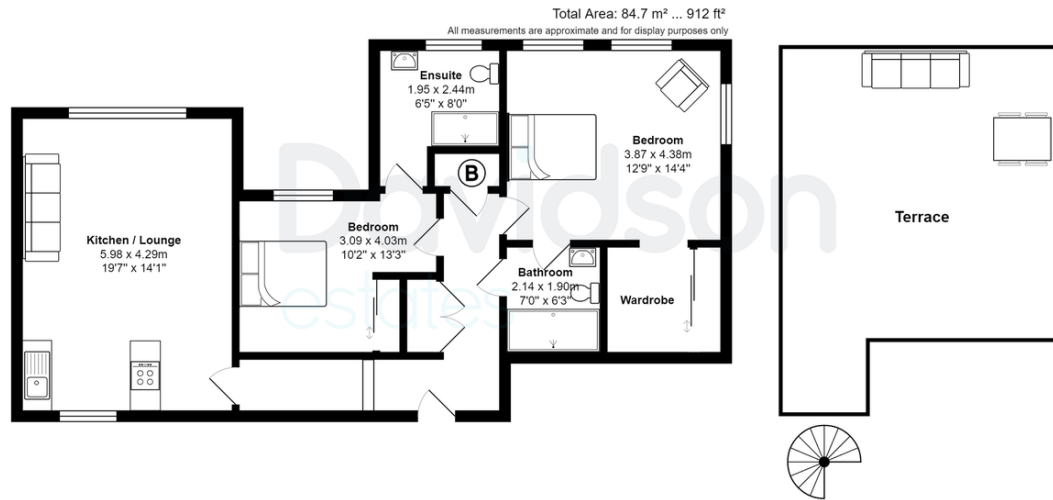 Total Area: 84.7 m² ... 912 ft²
All measurements are approximate and for display purposes only
Ensuite
1.95 x 2.44m
6'5" x 8'0"
Bedroom
3.87 x 4.38m
12'9" x 14'4"
B
Davidson
estates
Terrace
Kitchen / Lounge
5.98 x 4.29m
19'7" x 14'1"
Bedroom
3.09 x 4.03m
10'2" x 13'3"
Bathroom
2.14 x 1.90m
7'0" x 6'3"
Wardrobe